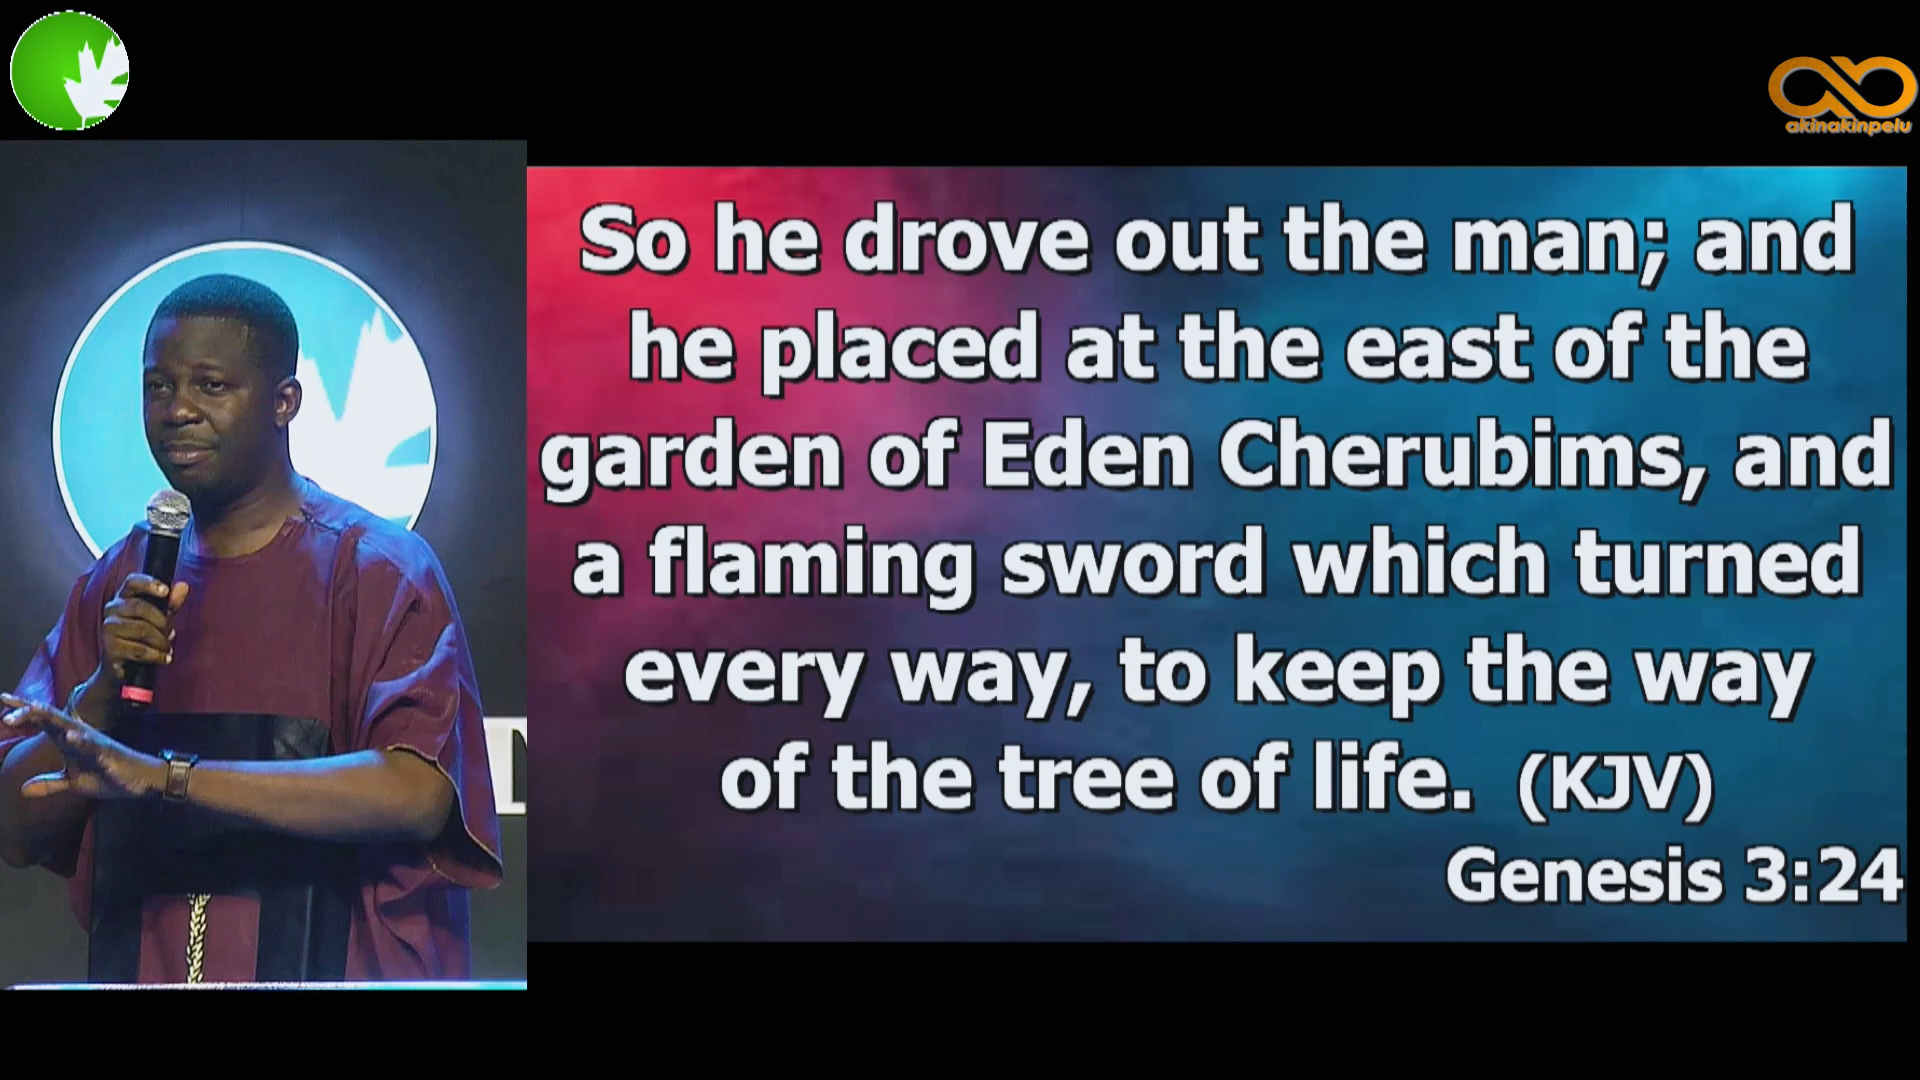 akinakinpelu
So he drove out the man; and
he placed at the east of the
garden of Eden Cherubims, and
a flaming sword which turned
every way, to keep the way
of the tree of life. (KJV)
Genesis 3:24